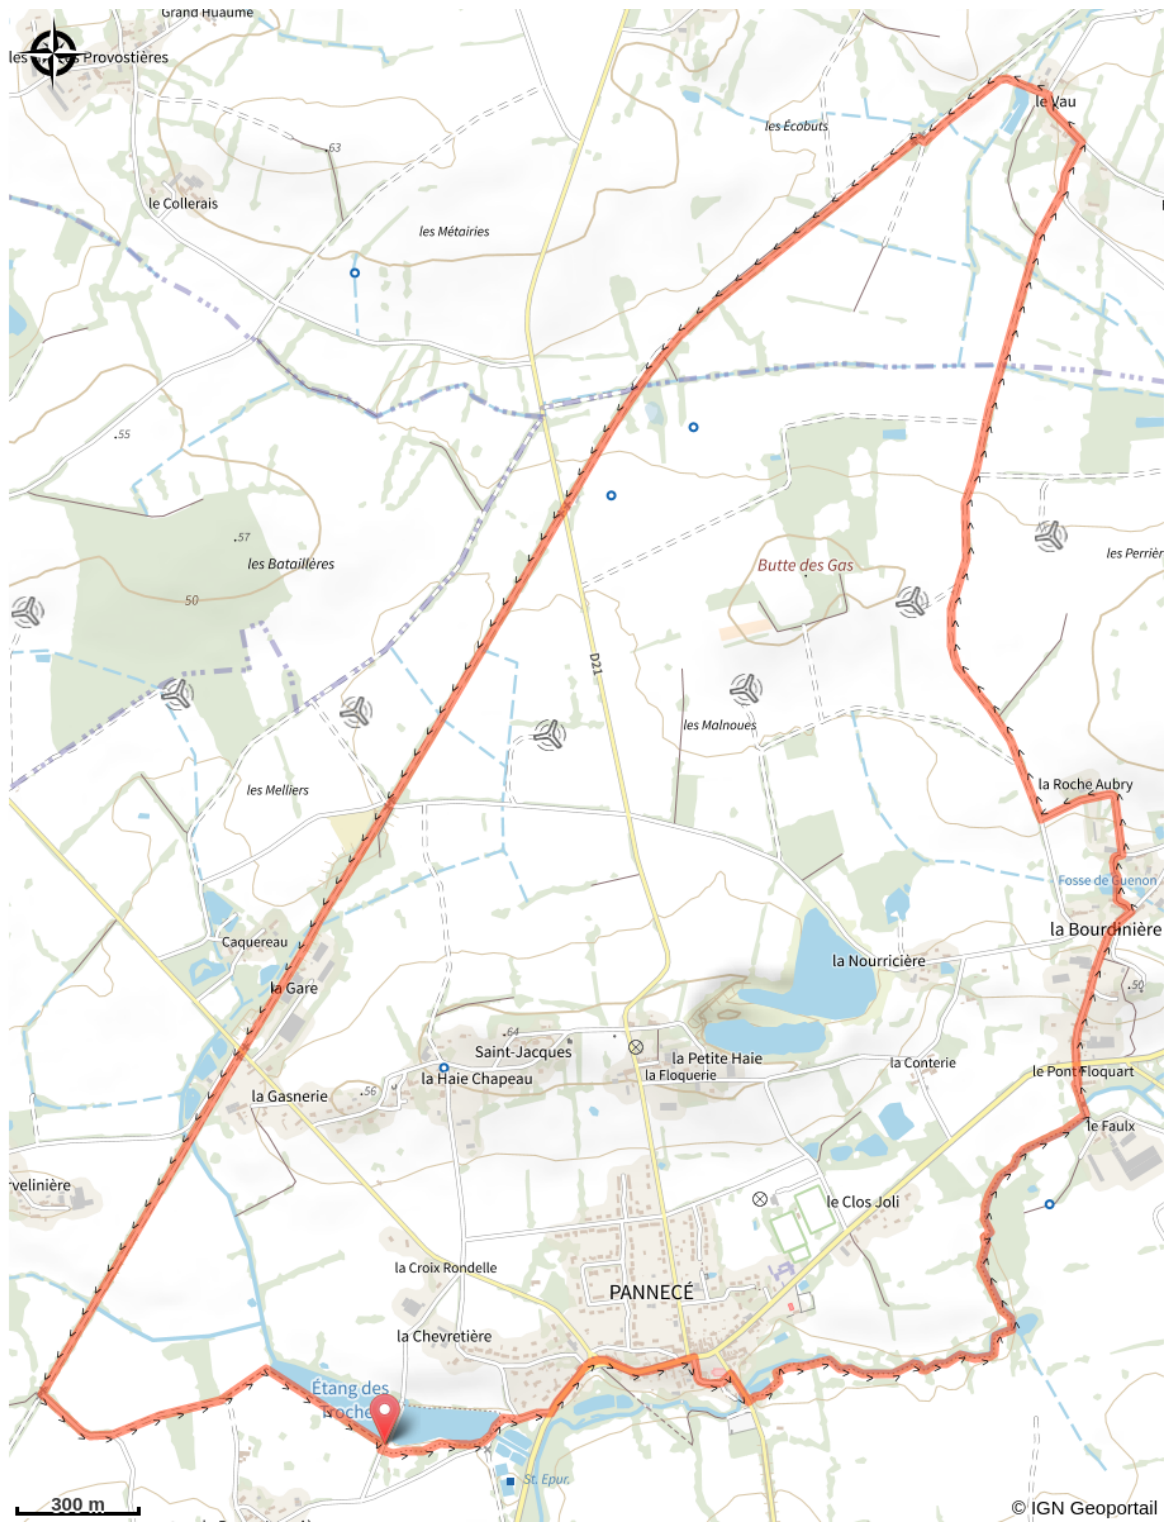 Grand Huaume
les
Provostières
le Vau
les Écobuts
63
le Collerais
les Métairies
55
57
les Bataillères
Butte des Gas
les Perrièr
50
D21
les Malnoues
la Roche Aubry
les Melliers
Fosse de Guenon
la Bourdinière
Caquereau
la Nourricière
la Gare
50
64
Saint-Jacques
la Petite Haie
la Conterie
la Haie Chapeau
la Floquerie
le Pont Floquart
56
la Gasnerie
le Faulx
rvelinière
le Clos Joli
la Croix Rondelle
PANNECÉ
la Chevretière
Étang des
Troche
St. Epur.
300 m
© IGN Geoportail